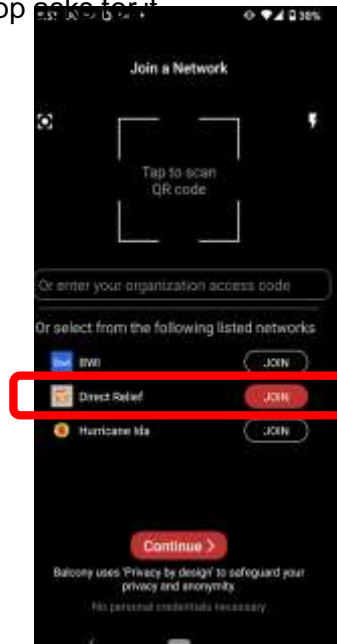 Join a Network
38%
Tap to scan
QR code
Or enter your organization access code
Or select from the following listed networks
BWI JOIN
Direct Relief JOIN
Hurricane Ida JOIN
Continue >
Balcony uses 'Privacy by design' to safeguard your
privacy and anonymity.
No personal credentials necessary